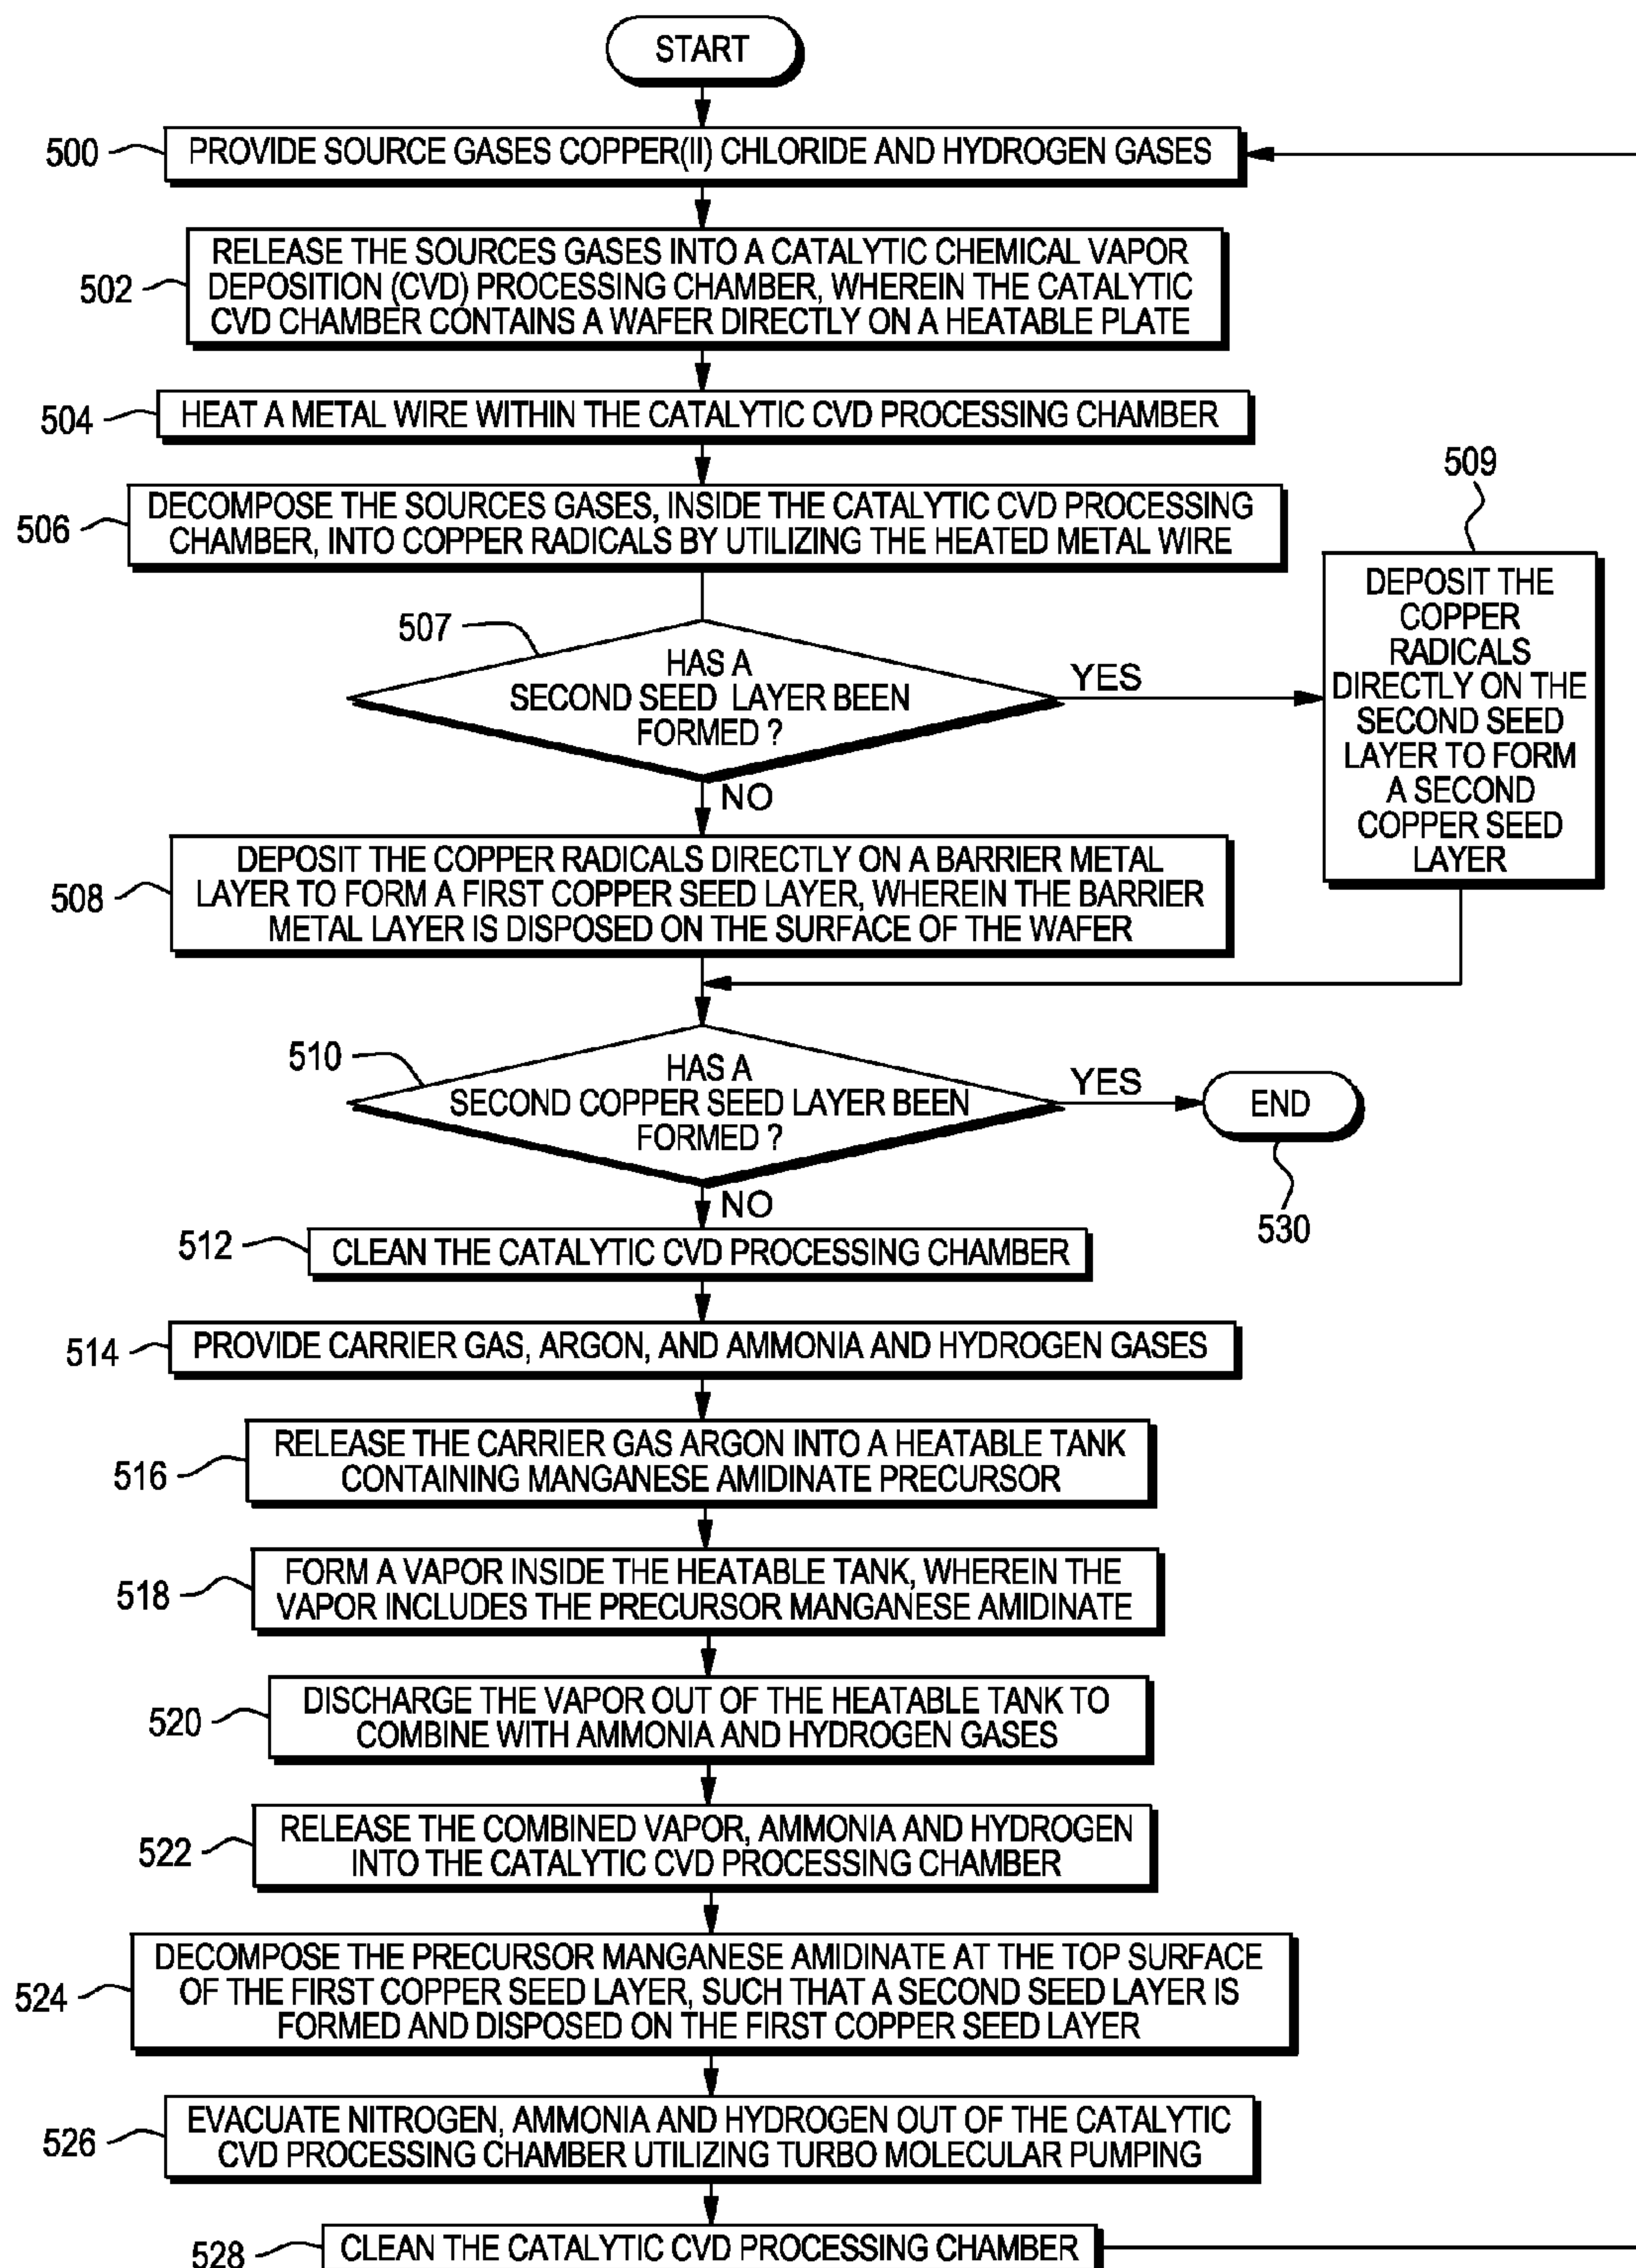 START
500
PROVIDE SOURCE GASES COPPER(II) CHLORIDE AND HYDROGEN GASES
502
RELEASE THE SOURCES GASES INTO A CATALYTIC CHEMICAL VAPOR
DEPOSITION (CVD) PROCESSING CHAMBER, WHEREIN THE CATALYTIC
CVD CHAMBER CONTAINS A WAFER DIRECTLY ON A HEATABLE PLATE
504
HEAT A METAL WIRE WITHIN THE CATALYTIC CVD PROCESSING CHAMBER
506
DECOMPOSE THE SOURCES GASES, INSIDE THE CATALYTIC CVD PROCESSING
CHAMBER, INTO COPPER RADICALS BY UTILIZING THE HEATED METAL WIRE
507
HAS A
SECOND SEED LAYER BEEN
FORMED ?
YES
NO
509
DEPOSIT THE
COPPER
RADICALS
DIRECTLY ON THE
SECOND SEED
LAYER TO FORM
A SECOND
COPPER SEED
LAYER
508
DEPOSIT THE COPPER RADICALS DIRECTLY ON A BARRIER METAL
LAYER TO FORM A FIRST COPPER SEED LAYER, WHEREIN THE BARRIER
METAL LAYER IS DISPOSED ON THE SURFACE OF THE WAFER
510
HAS A
SECOND COPPER SEED LAYER BEEN
FORMED ?
YES
END
530
NO
512
CLEAN THE CATALYTIC CVD PROCESSING CHAMBER
514
PROVIDE CARRIER GAS, ARGON, AND AMMONIA AND HYDROGEN GASES
516
RELEASE THE CARRIER GAS ARGON INTO A HEATABLE TANK
CONTAINING MANGANESE AMIDINATE PRECURSOR
518
FORM A VAPOR INSIDE THE HEATABLE TANK, WHEREIN THE
VAPOR INCLUDES THE PRECURSOR MANGANESE AMIDINATE
520
DISCHARGE THE VAPOR OUT OF THE HEATABLE TANK TO
COMBINE WITH AMMONIA AND HYDROGEN GASES
522
RELEASE THE COMBINED VAPOR, AMMONIA AND HYDROGEN
INTO THE CATALYTIC CVD PROCESSING CHAMBER
524
DECOMPOSE THE PRECURSOR MANGANESE AMIDINATE AT THE TOP SURFACE
OF THE FIRST COPPER SEED LAYER, SUCH THAT A SECOND SEED LAYER IS
FORMED AND DISPOSED ON THE FIRST COPPER SEED LAYER
526
EVACUATE NITROGEN, AMMONIA AND HYDROGEN OUT OF THE CATALYTIC
CVD PROCESSING CHAMBER UTILIZING TURBO MOLECULAR PUMPING
528
CLEAN THE CATALYTIC CVD PROCESSING CHAMBER